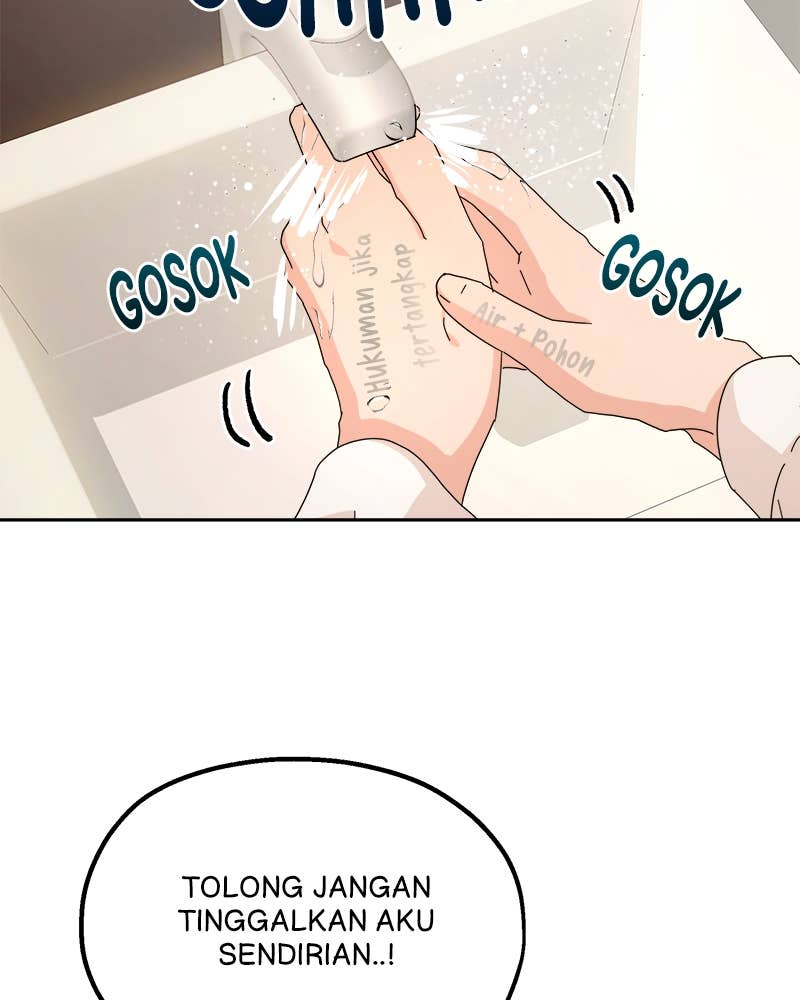 GOSOK
GOSOK
Hukuman jika
tertangkap
Air + Pohon
TOLONG JANGAN
TINGGALKAN AKU
SENDIRIAN..!